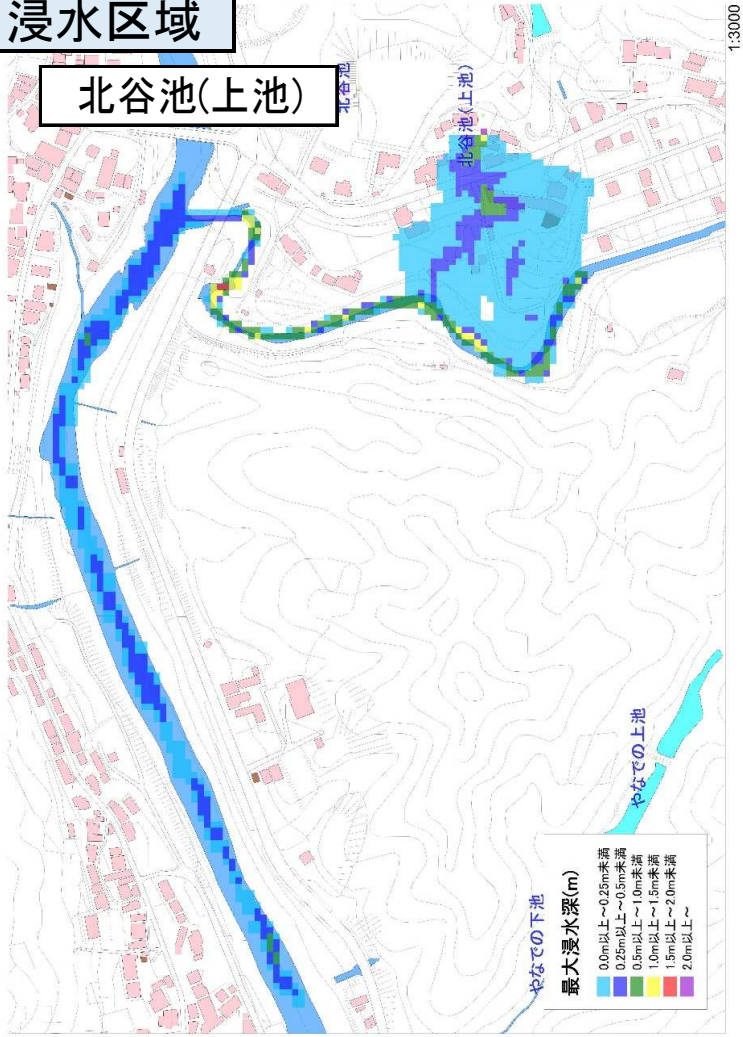 浸水区域
北谷池(上池)
1:3000
北谷池
北谷池(上池)
やなでの上池
やなでの下池
最大浸水深(m)
0.0m以上~0.25m未満
0.25m以上~0.5m未満
0.5m以上~1.0m未満
1.0m以上~1.5m未満
1.5m以上~2.0m未満
2.0m以上~